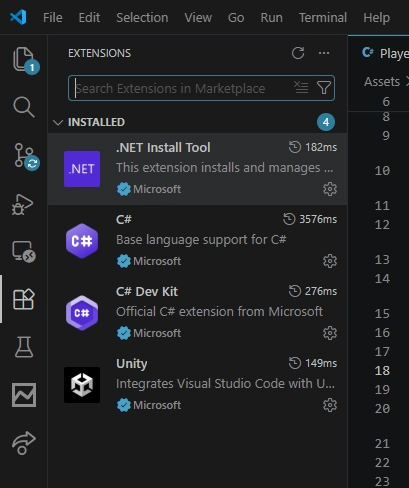 File Edit Selection View Go Run Terminal Help
EXTENSIONS
Search Extensions in Marketplace
INSTALLED 4
.NET
.NET Install Tool 182ms
This extension installs and manages ...
Microsoft
C#
C# 3576ms
Base language support for C#
Microsoft
C#
C# Dev Kit 276ms
Official C# extension from Microsoft
Microsoft
Unity 149ms
Integrates Visual Studio Code with U...
Microsoft
1
C# Playe
Assets >
6
8
9
10
11
12
13
14
15
16
17
18
19
20
21
22
23